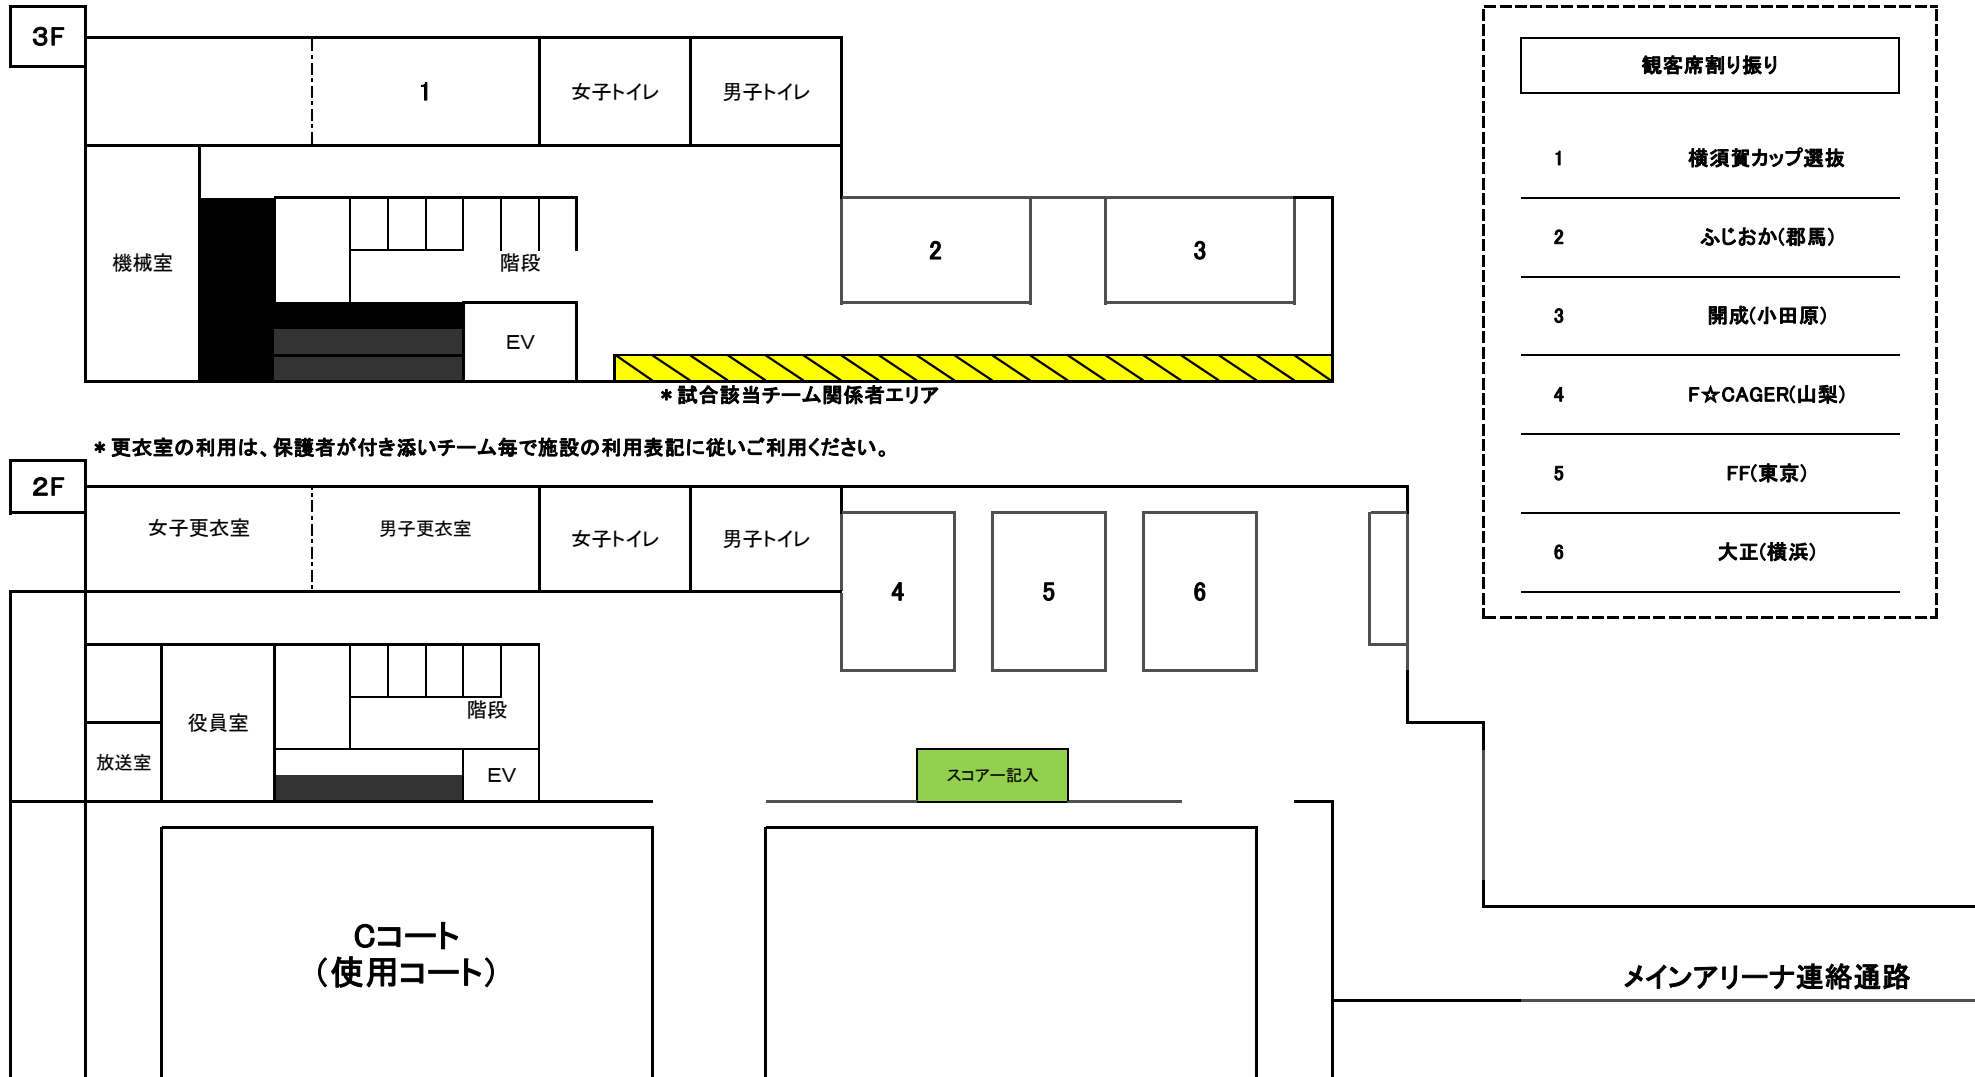 3F
1
女子トイレ
男子トイレ
機械室
階段
EV
2
3
＊試合該当チーム関係者エリア
観客席割り振り
1 横須賀カップ選抜
2 ふじおか(郡馬)
3 開成(小田原)
4 F☆CAGER(山梨)
5 FF(東京)
6 大正(横浜)
＊更衣室の利用は、保護者が付き添いチーム毎で施設の利用表記に従いご利用ください。
2F
女子更衣室
男子更衣室
女子トイレ
男子トイレ
4
5
6
役員室
放送室
階段
EV
スコアー記入
Cコート
（使用コート）
メインアリーナ連絡通路